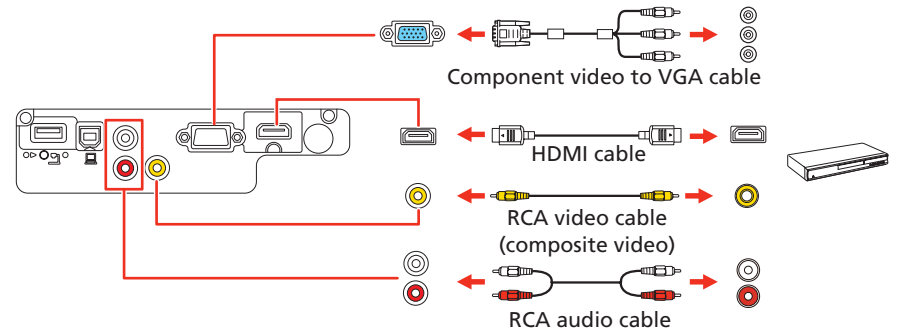 Component video to VGA cable
HDMI cable
RCA video cable
(composite video)
RCA audio cable